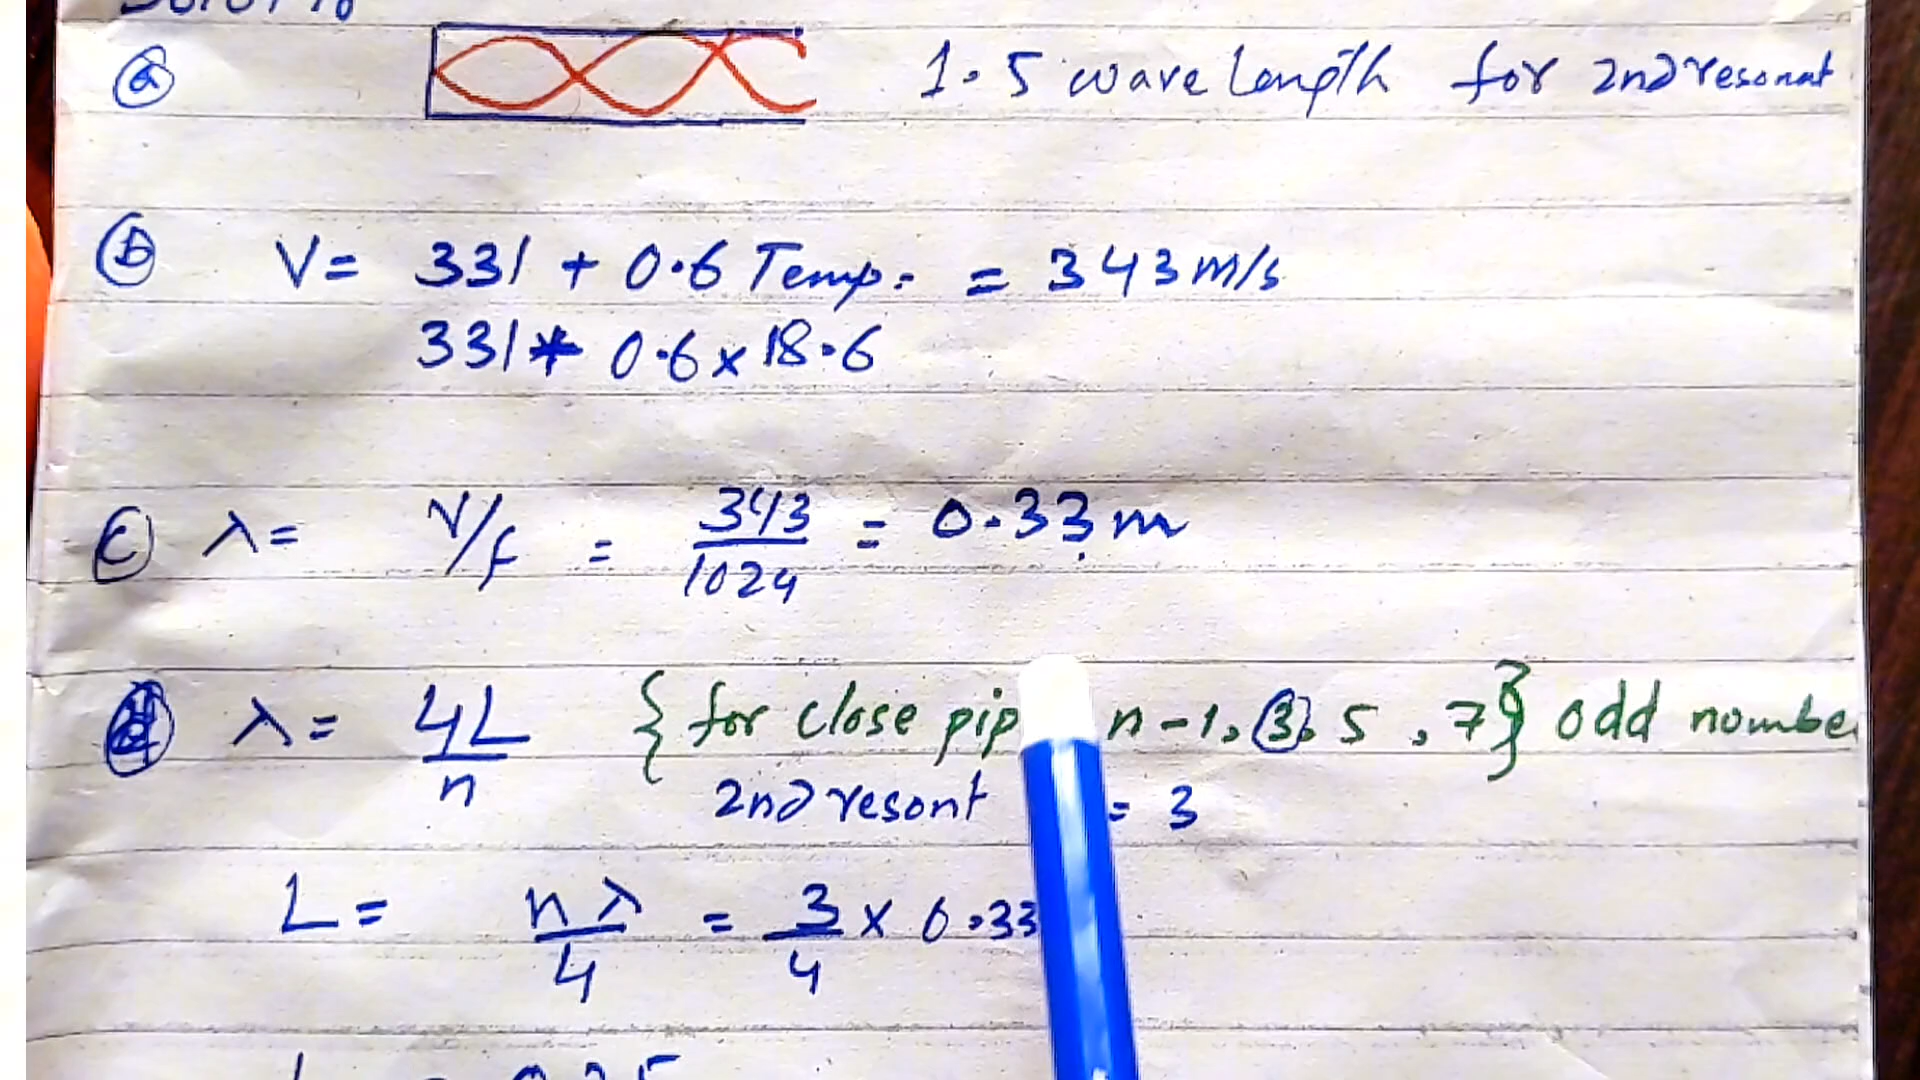 ⓐ 1.5 wave length for 2nd resonat
ⓑ V = 331 + 0.6 Temp. = 343 m/s
331 + 0.6 x 18.6
ⓒ λ = V/f = 343/1024 = 0.33 m
λ = 4L/n {for close pip n - 1, 3, 5, 7} odd numbe
2nd resont = 3
L = nλ/4 = 3/4 x 0.33